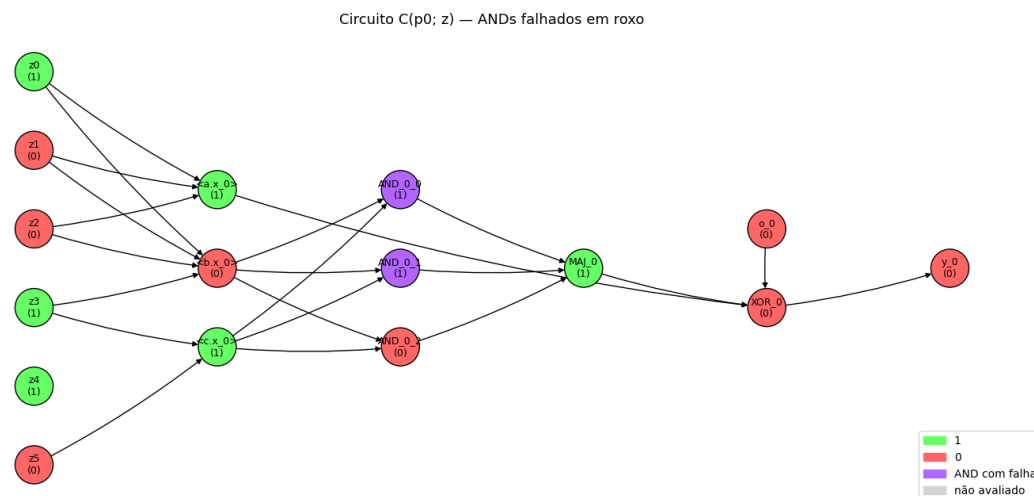 Circuito C(p0; z) — ANDs falhados em roxo
z0
(1)
z1
(0)
z2
(0)
z3
(1)
z4
(1)
z5
(0)
<a.x_0>
(1)
<b.x_0>
(0)
<c.x_0>
(1)
AND_0_0
(1)
AND_0_1
(1)
AND_0_2
(0)
MAJ_0
(1)
o_0
(0)
XOR_0
(0)
y_0
(0)
1
0
AND com falha
não avaliado